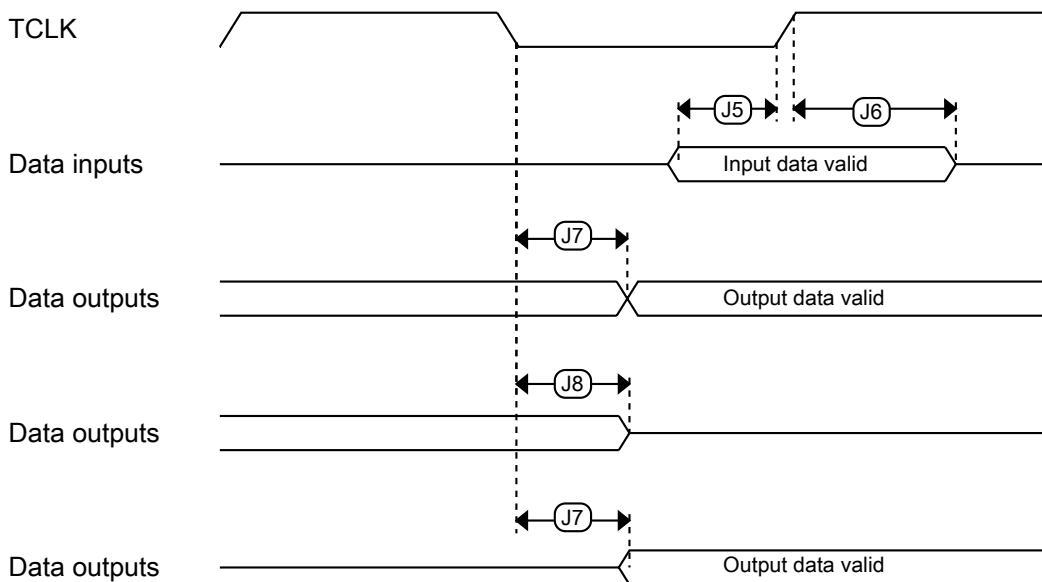 TCLK
J5
J6
Data inputs
Input data valid
J7
Data outputs
Output data valid
J8
Data outputs
J7
Data outputs
Output data valid